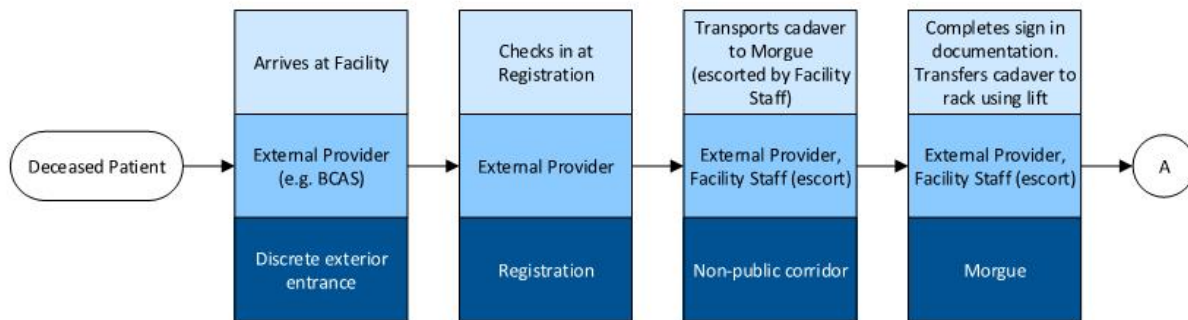 Deceased Patient
Arrives at Facility
External Provider
(e.g. BCAS)
Discrete exterior
entrance
Checks in at
Registration
External Provider
Registration
Transports cadaver
to Morgue
(escorted by Facility
Staff)
External Provider,
Facility Staff (escort)
Non-public corridor
Completes sign in
documentation.
Transfers cadaver to
rack using lift
External Provider,
Facility Staff (escort)
Morgue
A